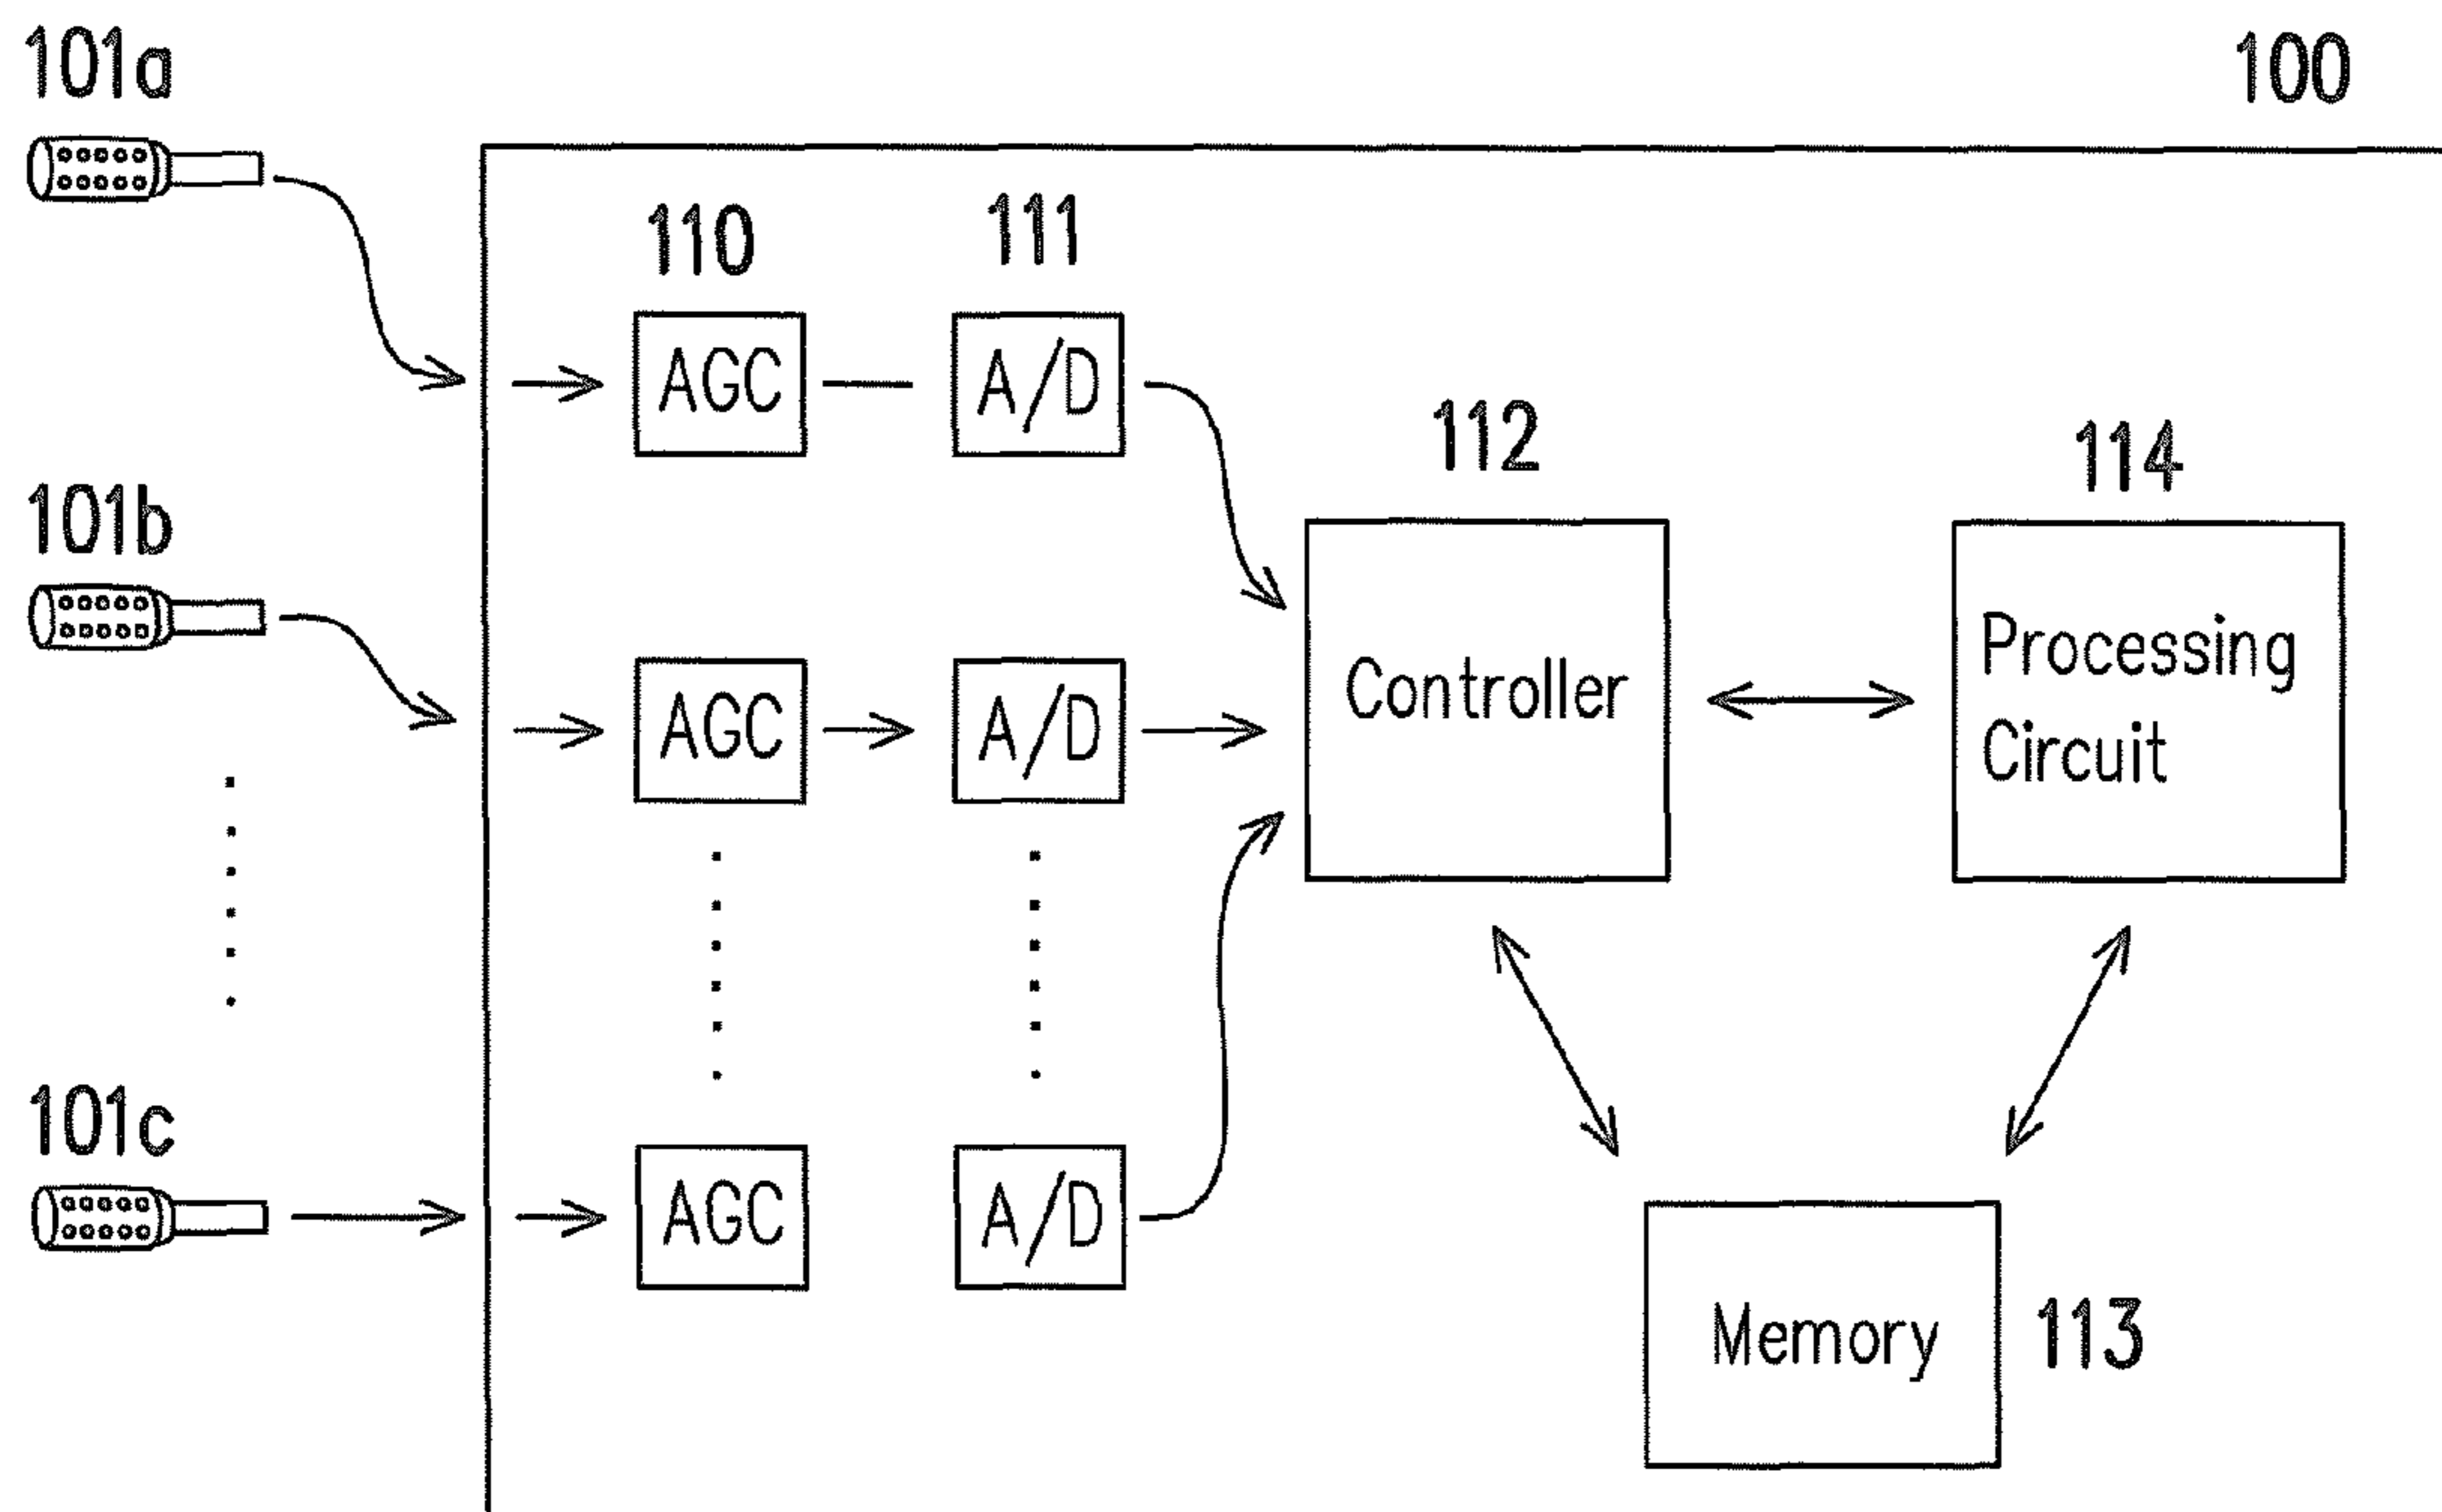 101a
100
110
111
AGC
A/D
112
114
101b
Controller
Processing
Circuit
AGC
A/D
101c
AGC
A/D
Memory
113